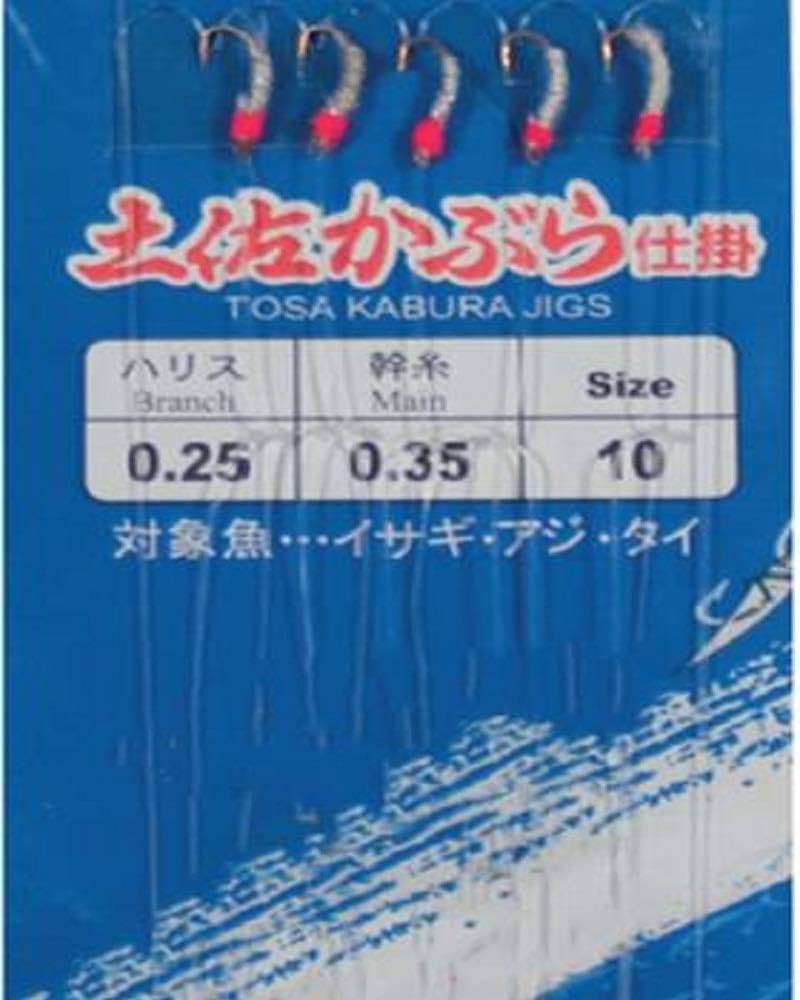 土佐かぶら仕掛
TOSA KABURA JIGS
ハリス 幹糸 Size
Branch Main
0.25 0.35 10
対象魚…イサギ・アジ・タイ